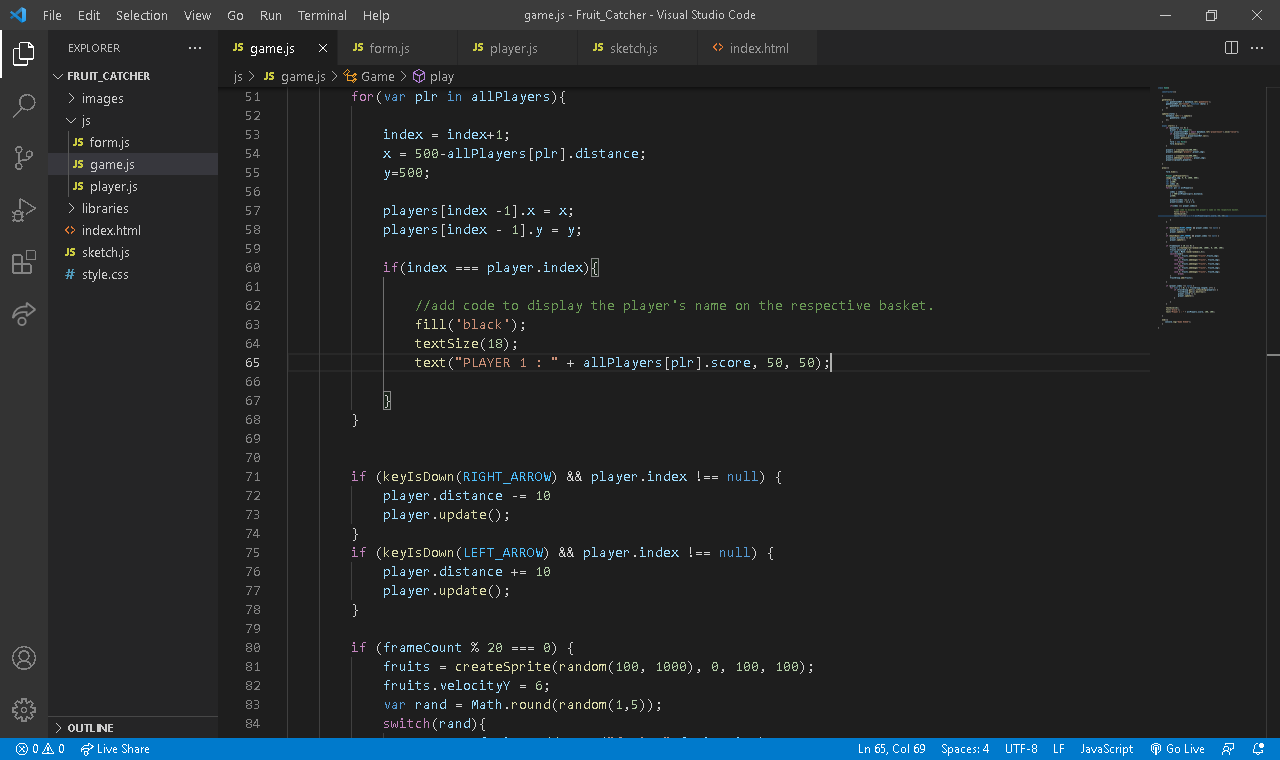 File Edit Selection View Go Run Terminal Help game.js - Fruit_Catcher - Visual Studio Code
EXPLORER
FRUIT_CATCHER
images
js
JS form.js
JS game.js
JS player.js
libraries
<> index.html
JS sketch.js
# style.css
OUTLINE
JS game.js JS form.js JS player.js JS sketch.js <> index.html
js > JS game.js > Game > play
51 for(var plr in allPlayers){
52
53 index = index+1;
54 x = 500-allPlayers[plr].distance;
55 y=500;
56
57 players[index -1].x = x;
58 players[index - 1].y = y;
59
60 if(index === player.index){
61
62 //add code to display the player's name on the respective basket.
63 fill('black');
64 textSize(18);
65 text("PLAYER 1 : " + allPlayers[plr].score, 50, 50);
66
67 }
68 }
69
70
71 if (keyIsDown(RIGHT_ARROW) && player.index !== null) {
72 player.distance -= 10
73 player.update();
74 }
75 if (keyIsDown(LEFT_ARROW) && player.index !== null) {
76 player.distance += 10
77 player.update();
78 }
79
80 if (frameCount % 20 === 0) {
81 fruits = createSprite(random(100, 1000), 0, 100, 100);
82 fruits.velocityY = 6;
83 var rand = Math.round(random(1,5));
84 switch(rand){
0 0 Live Share Ln 65, Col 69 Spaces: 4 UTF-8 LF JavaScript Go Live